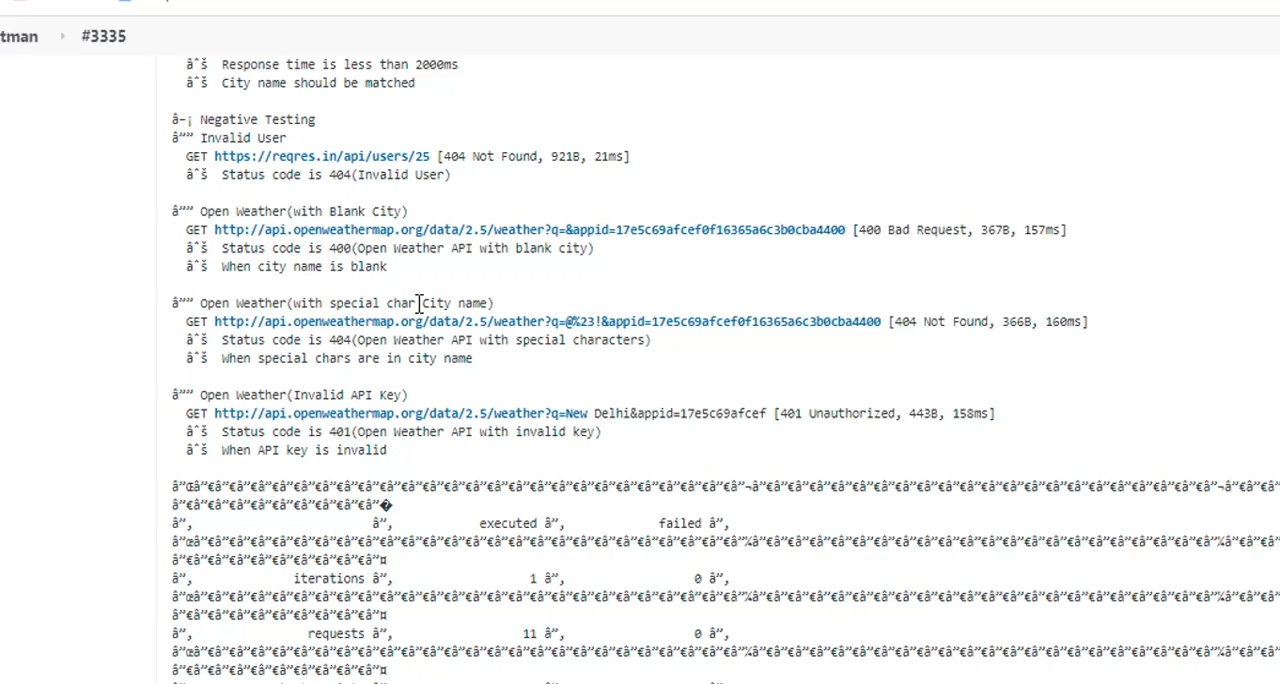 tman › #3335
âˆš Response time is less than 2000ms
âˆš City name should be matched
â–¡ Negative Testing
â”” Invalid User
GET https://reqres.in/api/users/25 [404 Not Found, 921B, 21ms]
âˆš Status code is 404(Invalid User)
â”” Open Weather(with Blank City)
GET http://api.openweathermap.org/data/2.5/weather?q=&appid=17e5c69afcef0f16365a6c3b0cba4400 [400 Bad Request, 367B, 157ms]
âˆš Status code is 400(Open Weather API with blank city)
âˆš When city name is blank
â”” Open Weather(with special char city name)
GET http://api.openweathermap.org/data/2.5/weather?q=@%23!&appid=17e5c69afcef0f16365a6c3b0cba4400 [404 Not Found, 366B, 160ms]
âˆš Status code is 404(Open Weather API with special characters)
âˆš When special chars are in city name
â”” Open Weather(Invalid API Key)
GET http://api.openweathermap.org/data/2.5/weather?q=New Delhi&appid=17e5c69afcef [401 Unauthorized, 443B, 158ms]
âˆš Status code is 401(Open Weather API with invalid key)
âˆš When API key is invalid
â”‚ â”‚ executed â”‚ failed â”‚
â”‚ iterations â”‚ 1 â”‚ 0 â”‚
â”‚ requests â”‚ 11 â”‚ 0 â”‚